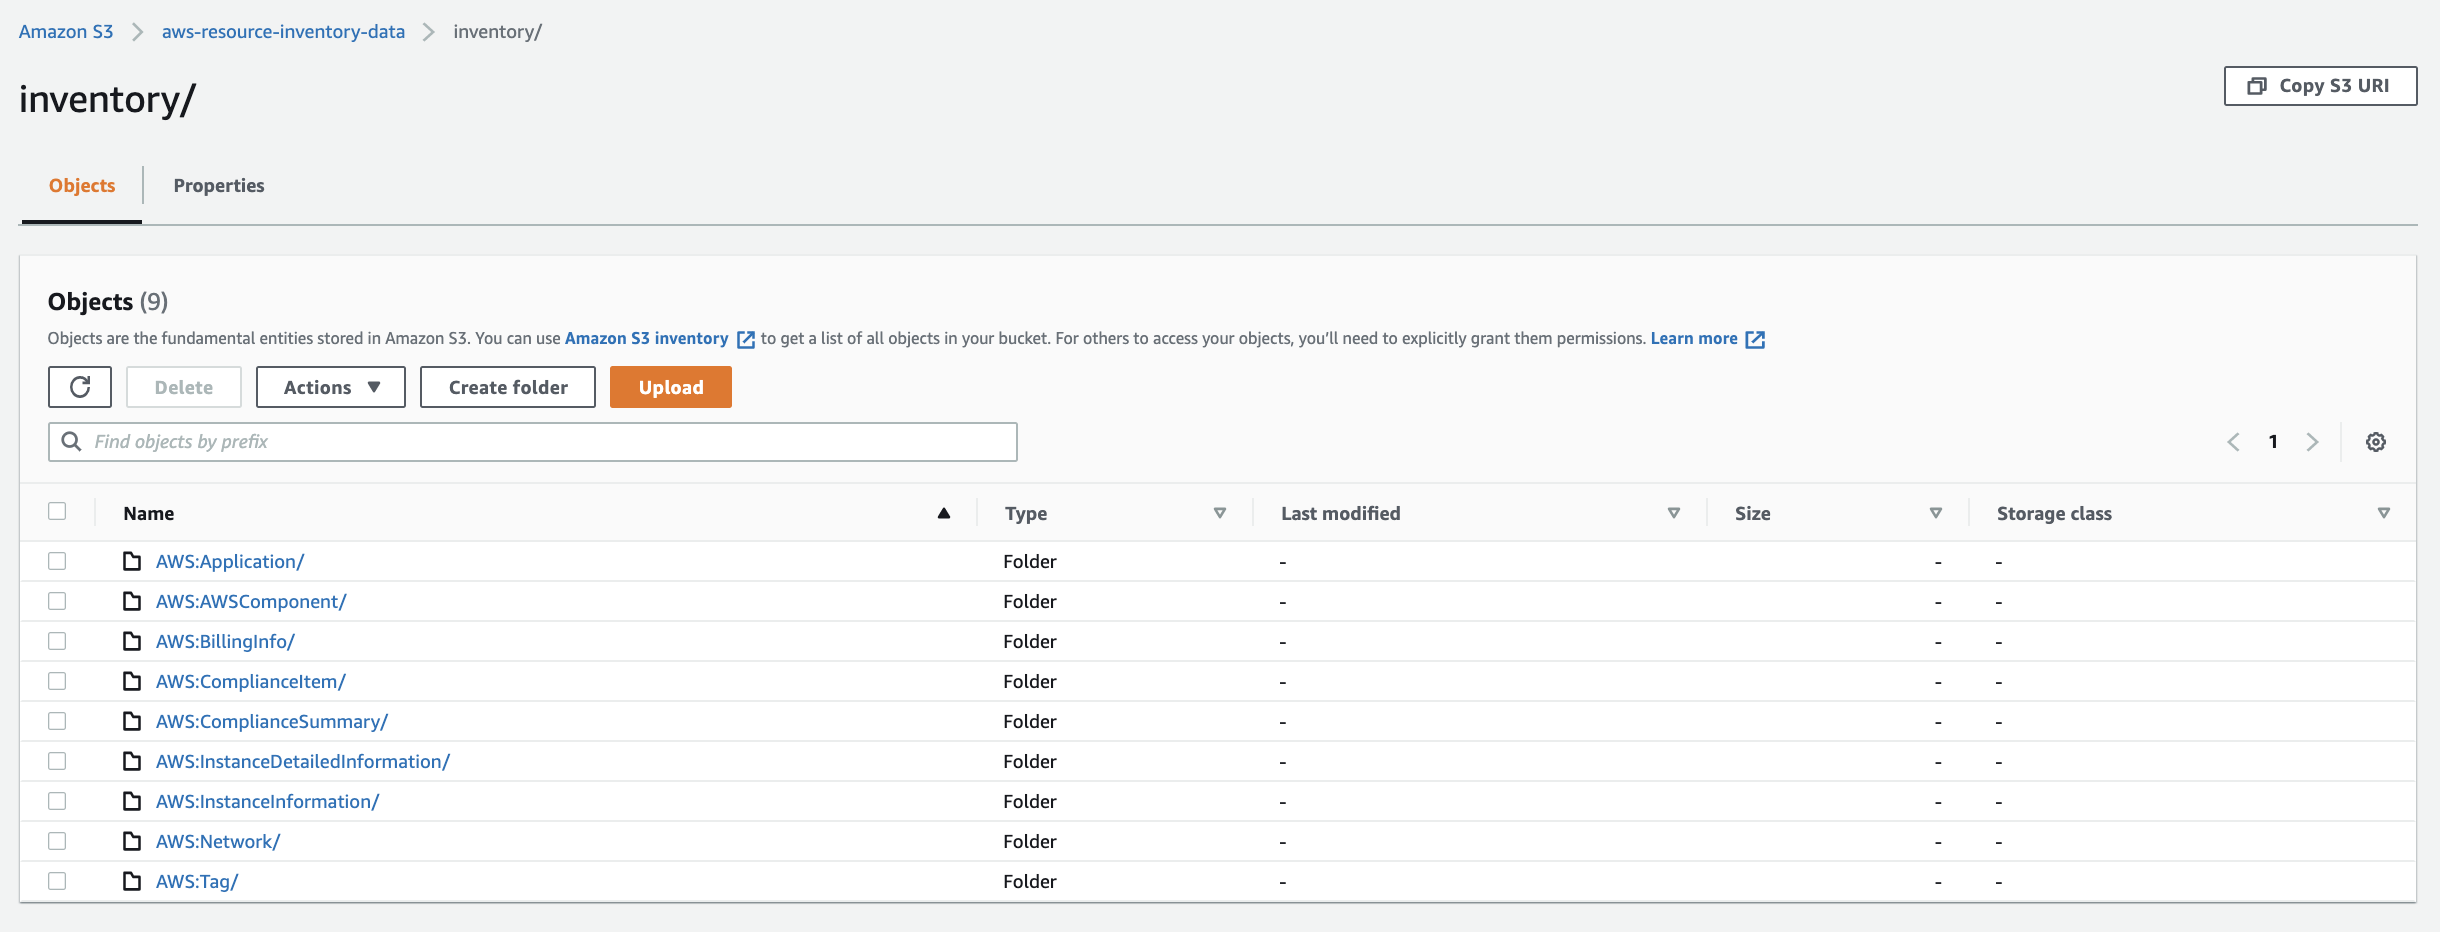 Amazon S3 > aws-resource-inventory-data > inventory/
inventory/
Copy S3 URI
Objects Properties
Objects (9)
Objects are the fundamental entities stored in Amazon S3. You can use Amazon S3 inventory to get a list of all objects in your bucket. For others to access your objects, you’ll need to explicitly grant them permissions. Learn more
Delete Actions Create folder Upload
Find objects by prefix
1
Name Type Last modified Size Storage class
AWS:Application/ Folder - - -
AWS:AWSComponent/ Folder - - -
AWS:BillingInfo/ Folder - - -
AWS:ComplianceItem/ Folder - - -
AWS:ComplianceSummary/ Folder - - -
AWS:InstanceDetailedInformation/ Folder - - -
AWS:InstanceInformation/ Folder - - -
AWS:Network/ Folder - - -
AWS:Tag/ Folder - - -